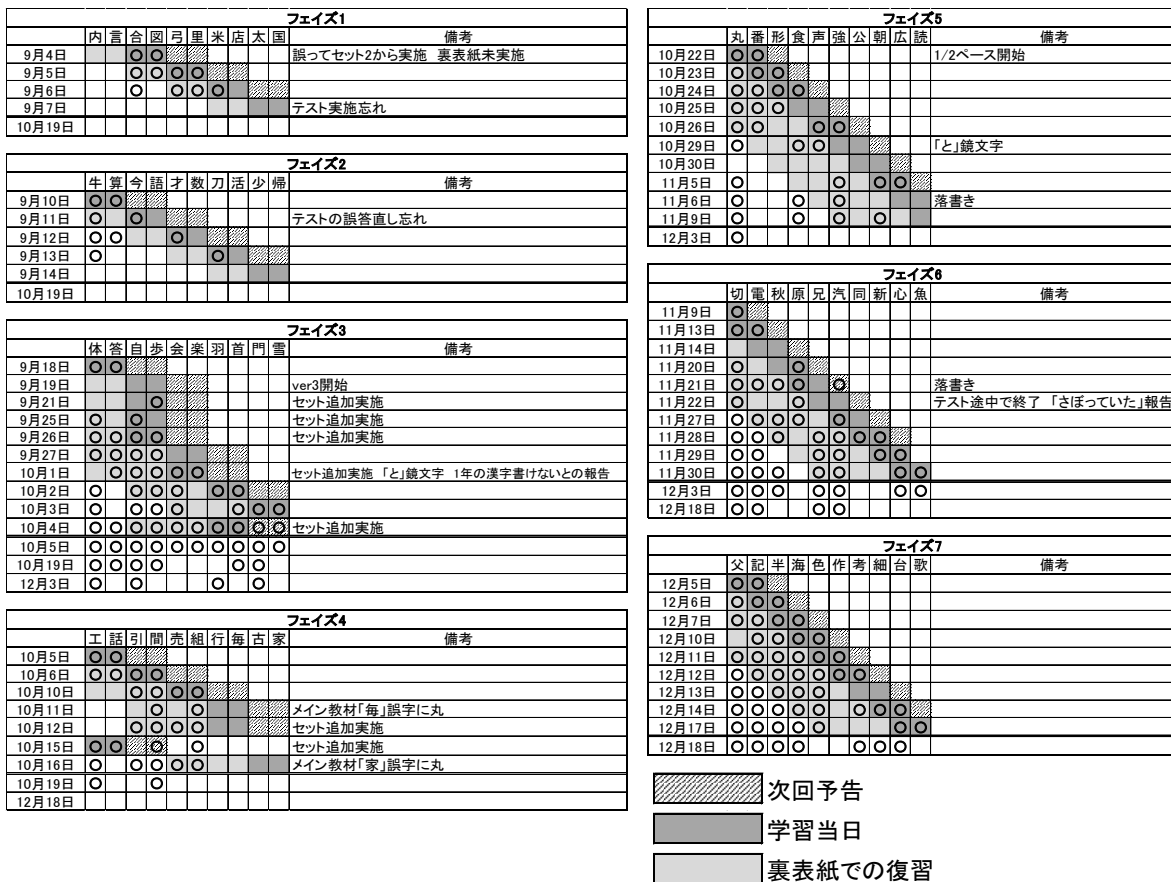 フェイズ1
内 言 合 図 弓 里 米 店 太 国 備考
9月4日 ○ ○ 誤ってセット2から実施 裏表紙未実施
9月5日 ○ ○ ○ ○
9月6日 ○ ○ ○ ○
9月7日 テスト実施忘れ
10月19日
フェイズ2
牛 算 今 語 才 数 刀 活 少 帰 備考
9月10日 ○ ○
9月11日 ○ ○ テストの誤答直し忘れ
9月12日 ○ ○ ○
9月13日 ○ ○
9月14日
10月19日
フェイズ3
体 答 自 歩 会 楽 羽 首 門 雪 備考
9月18日 ○ ○
9月19日 ver3開始
9月21日 ○ セット追加実施
9月25日 ○ ○ ○ セット追加実施
9月26日 ○ ○ ○ ○ セット追加実施
9月27日 ○ ○ ○ ○
10月1日 ○ ○ ○ ○ ○ セット追加実施 「と」鏡文字 1年の漢字書けないとの報告
10月2日 ○ ○ ○ ○ ○ ○
10月3日 ○ ○ ○ ○ ○ ○ ○
10月4日 ○ ○ ○ ○ ○ ○ ○ ○ ○ ○ セット追加実施
10月5日 ○ ○ ○ ○ ○ ○ ○ ○ ○ ○
10月19日 ○ ○ ○ ○ ○ ○
12月3日 ○ ○ ○ ○
フェイズ4
工 話 引 間 売 組 行 毎 古 家 備考
10月5日 ○ ○
10月6日 ○ ○ ○ ○
10月10日 ○ ○ ○ ○
10月11日 ○ ○ メイン教材「毎」誤字に丸
10月12日 ○ ○ ○ ○ セット追加実施
10月15日 ○ ○ ○ ○ セット追加実施
10月16日 ○ ○ ○ ○ ○ メイン教材「家」誤字に丸
10月19日 ○ ○
12月18日
フェイズ5
丸 番 形 食 声 強 公 朝 広 読 備考
10月22日 ○ ○ 1/2ペース開始
10月23日 ○ ○ ○
10月24日 ○ ○ ○ ○
10月25日 ○ ○ ○
10月26日 ○ ○ ○ ○
10月29日 ○ ○ ○ 「と」鏡文字
10月30日
11月5日 ○ ○ ○ ○
11月6日 ○ ○ ○ 落書き
11月9日 ○ ○ ○ ○
12月3日 ○
フェイズ6
切 電 秋 原 兄 汽 同 新 心 魚 備考
11月9日 ○
11月13日 ○ ○
11月14日
11月20日 ○ ○
11月21日 ○ ○ ○ ○ ○ 落書き
11月22日 ○ ○ テスト途中で終了 「さぼっていた」報告
11月27日 ○ ○ ○ ○ ○
11月28日 ○ ○ ○ ○ ○ ○ ○
11月29日 ○ ○ ○ ○ ○ ○
11月30日 ○ ○ ○ ○ ○ ○ ○
12月3日 ○ ○ ○ ○ ○ ○ ○
12月18日 ○ ○ ○ ○
フェイズ7
父 記 半 海 色 作 考 細 台 歌 備考
12月5日 ○ ○
12月6日 ○ ○ ○
12月7日 ○ ○ ○ ○
12月10日 ○ ○ ○ ○
12月11日 ○ ○ ○ ○ ○ ○
12月12日 ○ ○ ○ ○ ○ ○ ○
12月13日 ○ ○ ○ ○ ○
12月14日 ○ ○ ○ ○ ○ ○ ○ ○
12月17日 ○ ○ ○ ○ ○ ○ ○
12月18日 ○ ○ ○ ○ ○ ○ ○
次回予告
学習当日
裏表紙での復習